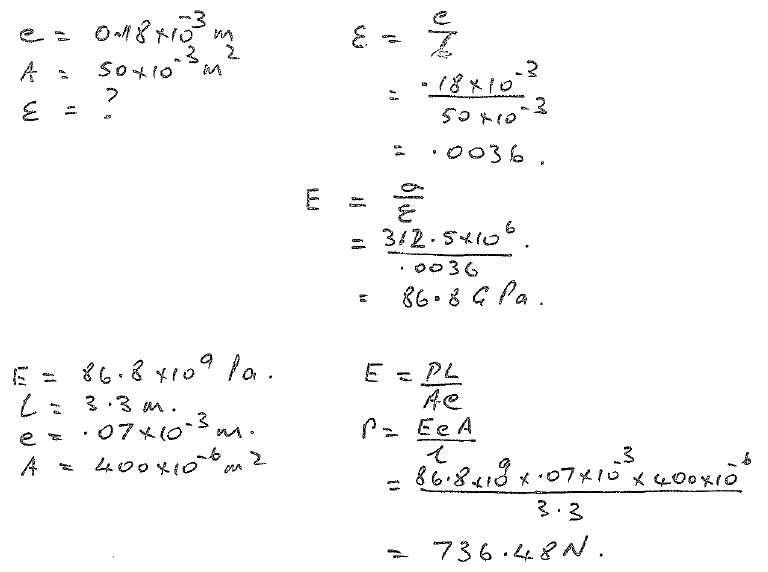 e = 0.18×10⁻³ m
A = 50×10⁻³ m²
ε = ?
ε = e/L
= .18×10⁻³ / 50×10⁻³
= .0036.
E = σ/ε
= 312.5×10⁶. / .0036
= 86.8 GPa.
E = 86.8×10⁹ Pa.
L = 3.3 m.
e = .07×10⁻³ m.
A = 400×10⁻⁶ m²
E = PL/Ae
P = EeA/L
= 86.8×10⁹ × .07×10⁻³ × 400×10⁻⁶ / 3.3
= 736.48 N.